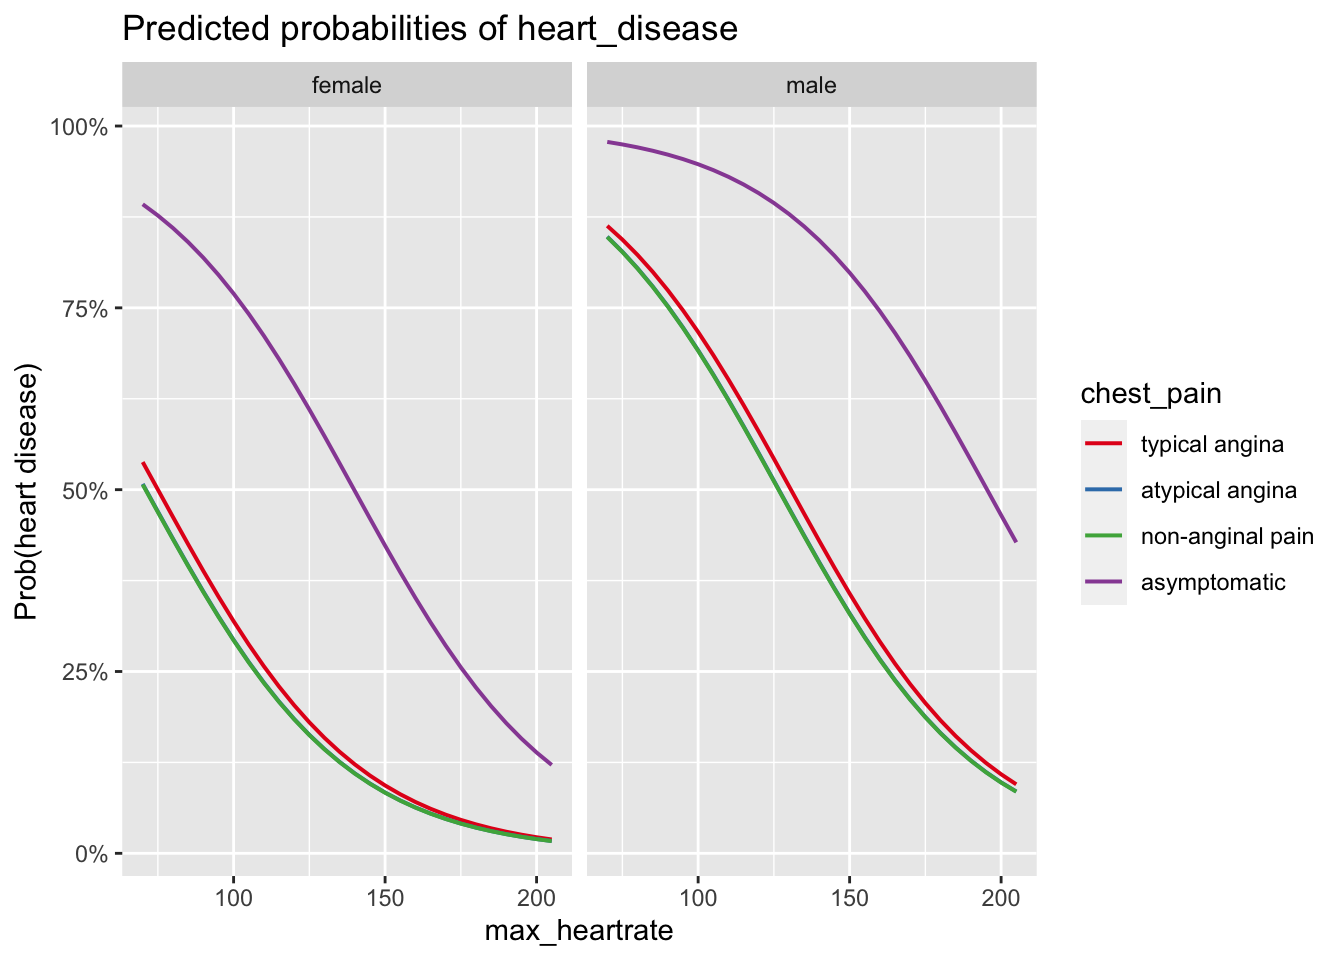 Predicted probabilities of heart_disease
female
male
100%
75%
50%
25%
0%
Prob(heart disease)
100
150
200
100
150
200
max_heartrate
chest_pain
typical angina
atypical angina
non-anginal pain
asymptomatic